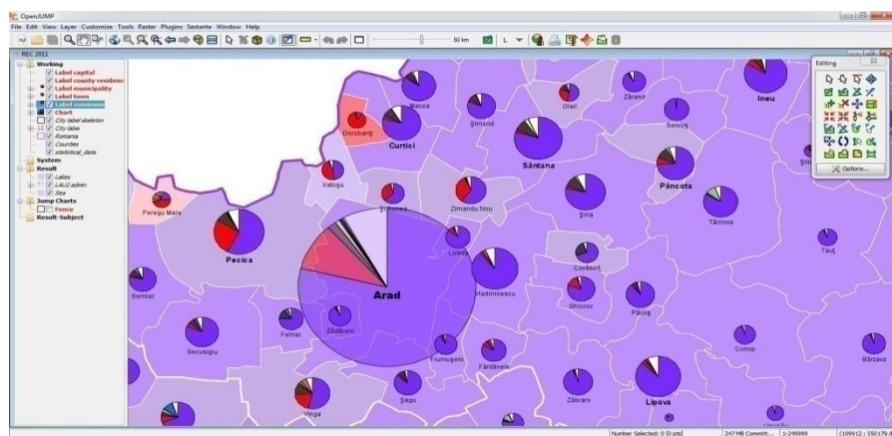 OpenJUMP
File Edit View Layer Customize Tools Raster Plugins Sextante Window Help
50 km
L
REC 2011
Working
Label capital
Label county residenc
Label municipality
Label town
Label commune
Chart
City label skeleton
City labei
Romania
Counties
statistical_data
System
Result
Lakes
LAU2 admin
Sea
Jump Charts
Fence
Result-Subject
Editing
Options...
Macea
Șimand
Olari
Zărand
Ineu
Seleuș
Dorobanți
Curtici
Sântana
Pâncota
Iratoșu
Șofronea
Zimandu Nou
Șiria
Târnova
Peregu Mare
Pecica
Livada
Covăsinț
Tauț
Arad
Vladimirescu
Ghioroc
Păuliș
Semlac
Felnac
Zădăreni
Secusigiu
Frumușeni
Fântânele
Conop
Bârzava
Vinga
Șagu
Zăbrani
Lipova
Number Selected: 0 [0 pts]
247 MB Committ...
1:249999